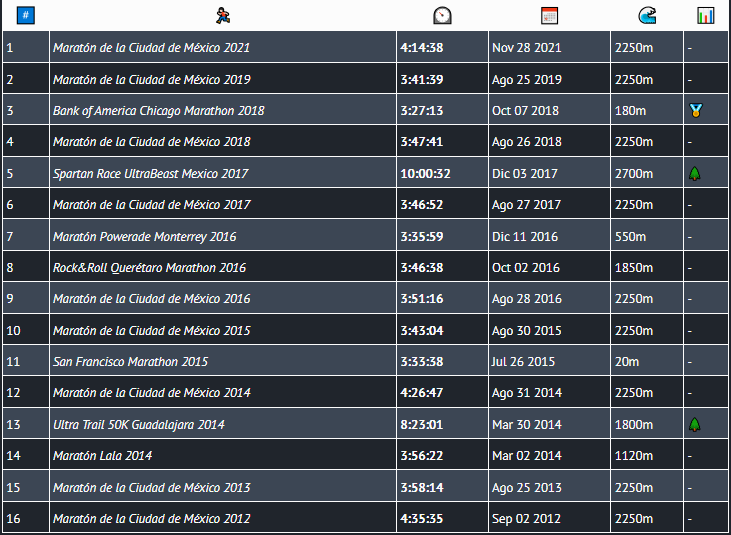 #
1 Maratón de la Ciudad de México 2021 4:14:38 Nov 28 2021 2250m -
2 Maratón de la Ciudad de México 2019 3:41:39 Ago 25 2019 2250m -
3 Bank of America Chicago Marathon 2018 3:27:13 Oct 07 2018 180m
4 Maratón de la Ciudad de México 2018 3:47:41 Ago 26 2018 2250m -
5 Spartan Race UltraBeast Mexico 2017 10:00:32 Dic 03 2017 2700m
6 Maratón de la Ciudad de México 2017 3:46:52 Ago 27 2017 2250m -
7 Maratón Powerade Monterrey 2016 3:35:59 Dic 11 2016 550m -
8 Rock&Roll Querétaro Marathon 2016 3:46:38 Oct 02 2016 1850m -
9 Maratón de la Ciudad de México 2016 3:51:16 Ago 28 2016 2250m -
10 Maratón de la Ciudad de México 2015 3:43:04 Ago 30 2015 2250m -
11 San Francisco Marathon 2015 3:33:38 Jul 26 2015 20m -
12 Maratón de la Ciudad de México 2014 4:26:47 Ago 31 2014 2250m -
13 Ultra Trail 50K Guadalajara 2014 8:23:01 Mar 30 2014 1800m
14 Maratón Lala 2014 3:56:22 Mar 02 2014 1120m -
15 Maratón de la Ciudad de México 2013 3:58:14 Ago 25 2013 2250m -
16 Maratón de la Ciudad de México 2012 4:35:35 Sep 02 2012 2250m -